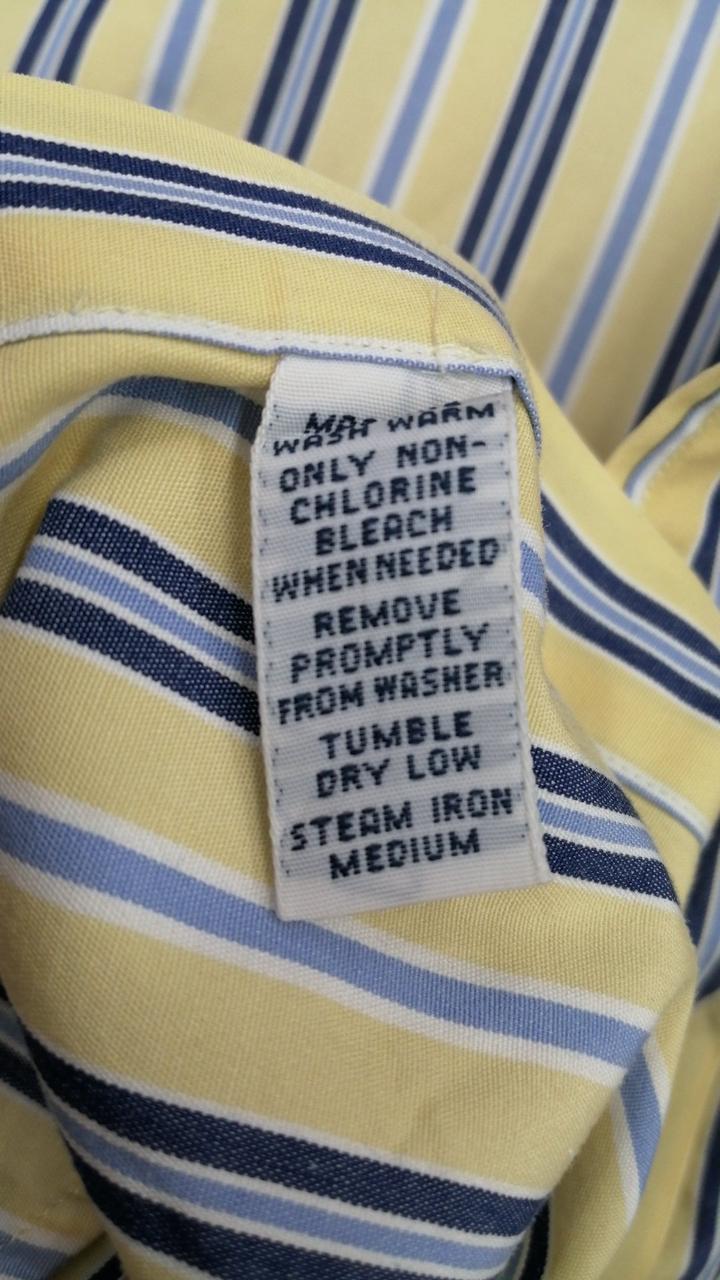 WASH WARM
ONLY NON-
CHLORINE
BLEACH
WHEN NEEDED
REMOVE
PROMPTLY
FROM WASHER
TUMBLE
DRY LOW
STEAM IRON
MEDIUM